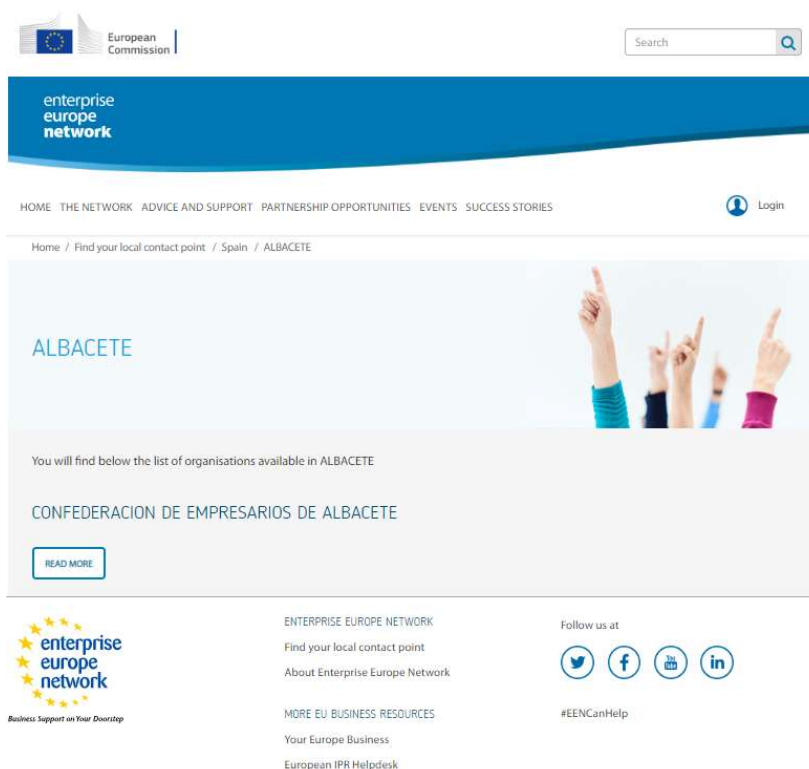 European
Commission
Search
enterprise
europe
network
HOME THE NETWORK ADVICE AND SUPPORT PARTNERSHIP OPPORTUNITIES EVENTS SUCCESS STORIES
Login
Home / Find your local contact point / Spain / ALBACETE
ALBACETE
You will find below the list of organisations available in ALBACETE
CONFEDERACION DE EMPRESARIOS DE ALBACETE
READ MORE
enterprise
europe
network
Business Support on Your Doorstep
ENTERPRISE EUROPE NETWORK
Find your local contact point
About Enterprise Europe Network
MORE EU BUSINESS RESOURCES
Your Europe Business
European IPR Helpdesk
Follow us at
You
Tube
#EENCanHelp